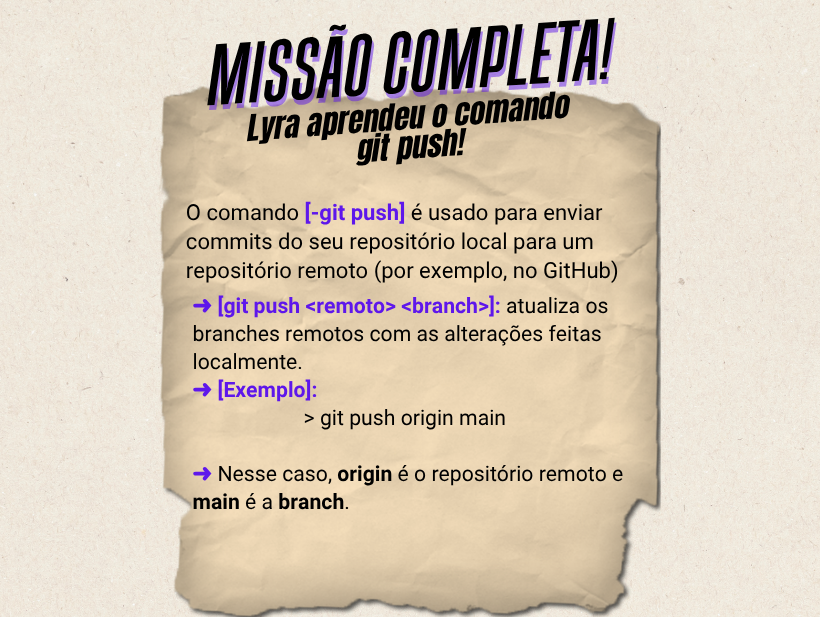 MISSÃO COMPLETA!
Lyra aprendeu o comando
git push!
O comando [-git push] é usado para enviar
commits do seu repositório local para um
repositório remoto (por exemplo, no GitHub)
➜ [git push <remoto> <branch>]: atualiza os
branches remotos com as alterações feitas
localmente.
➜ [Exemplo]:
> git push origin main
➜ Nesse caso, origin é o repositório remoto e
main é a branch.